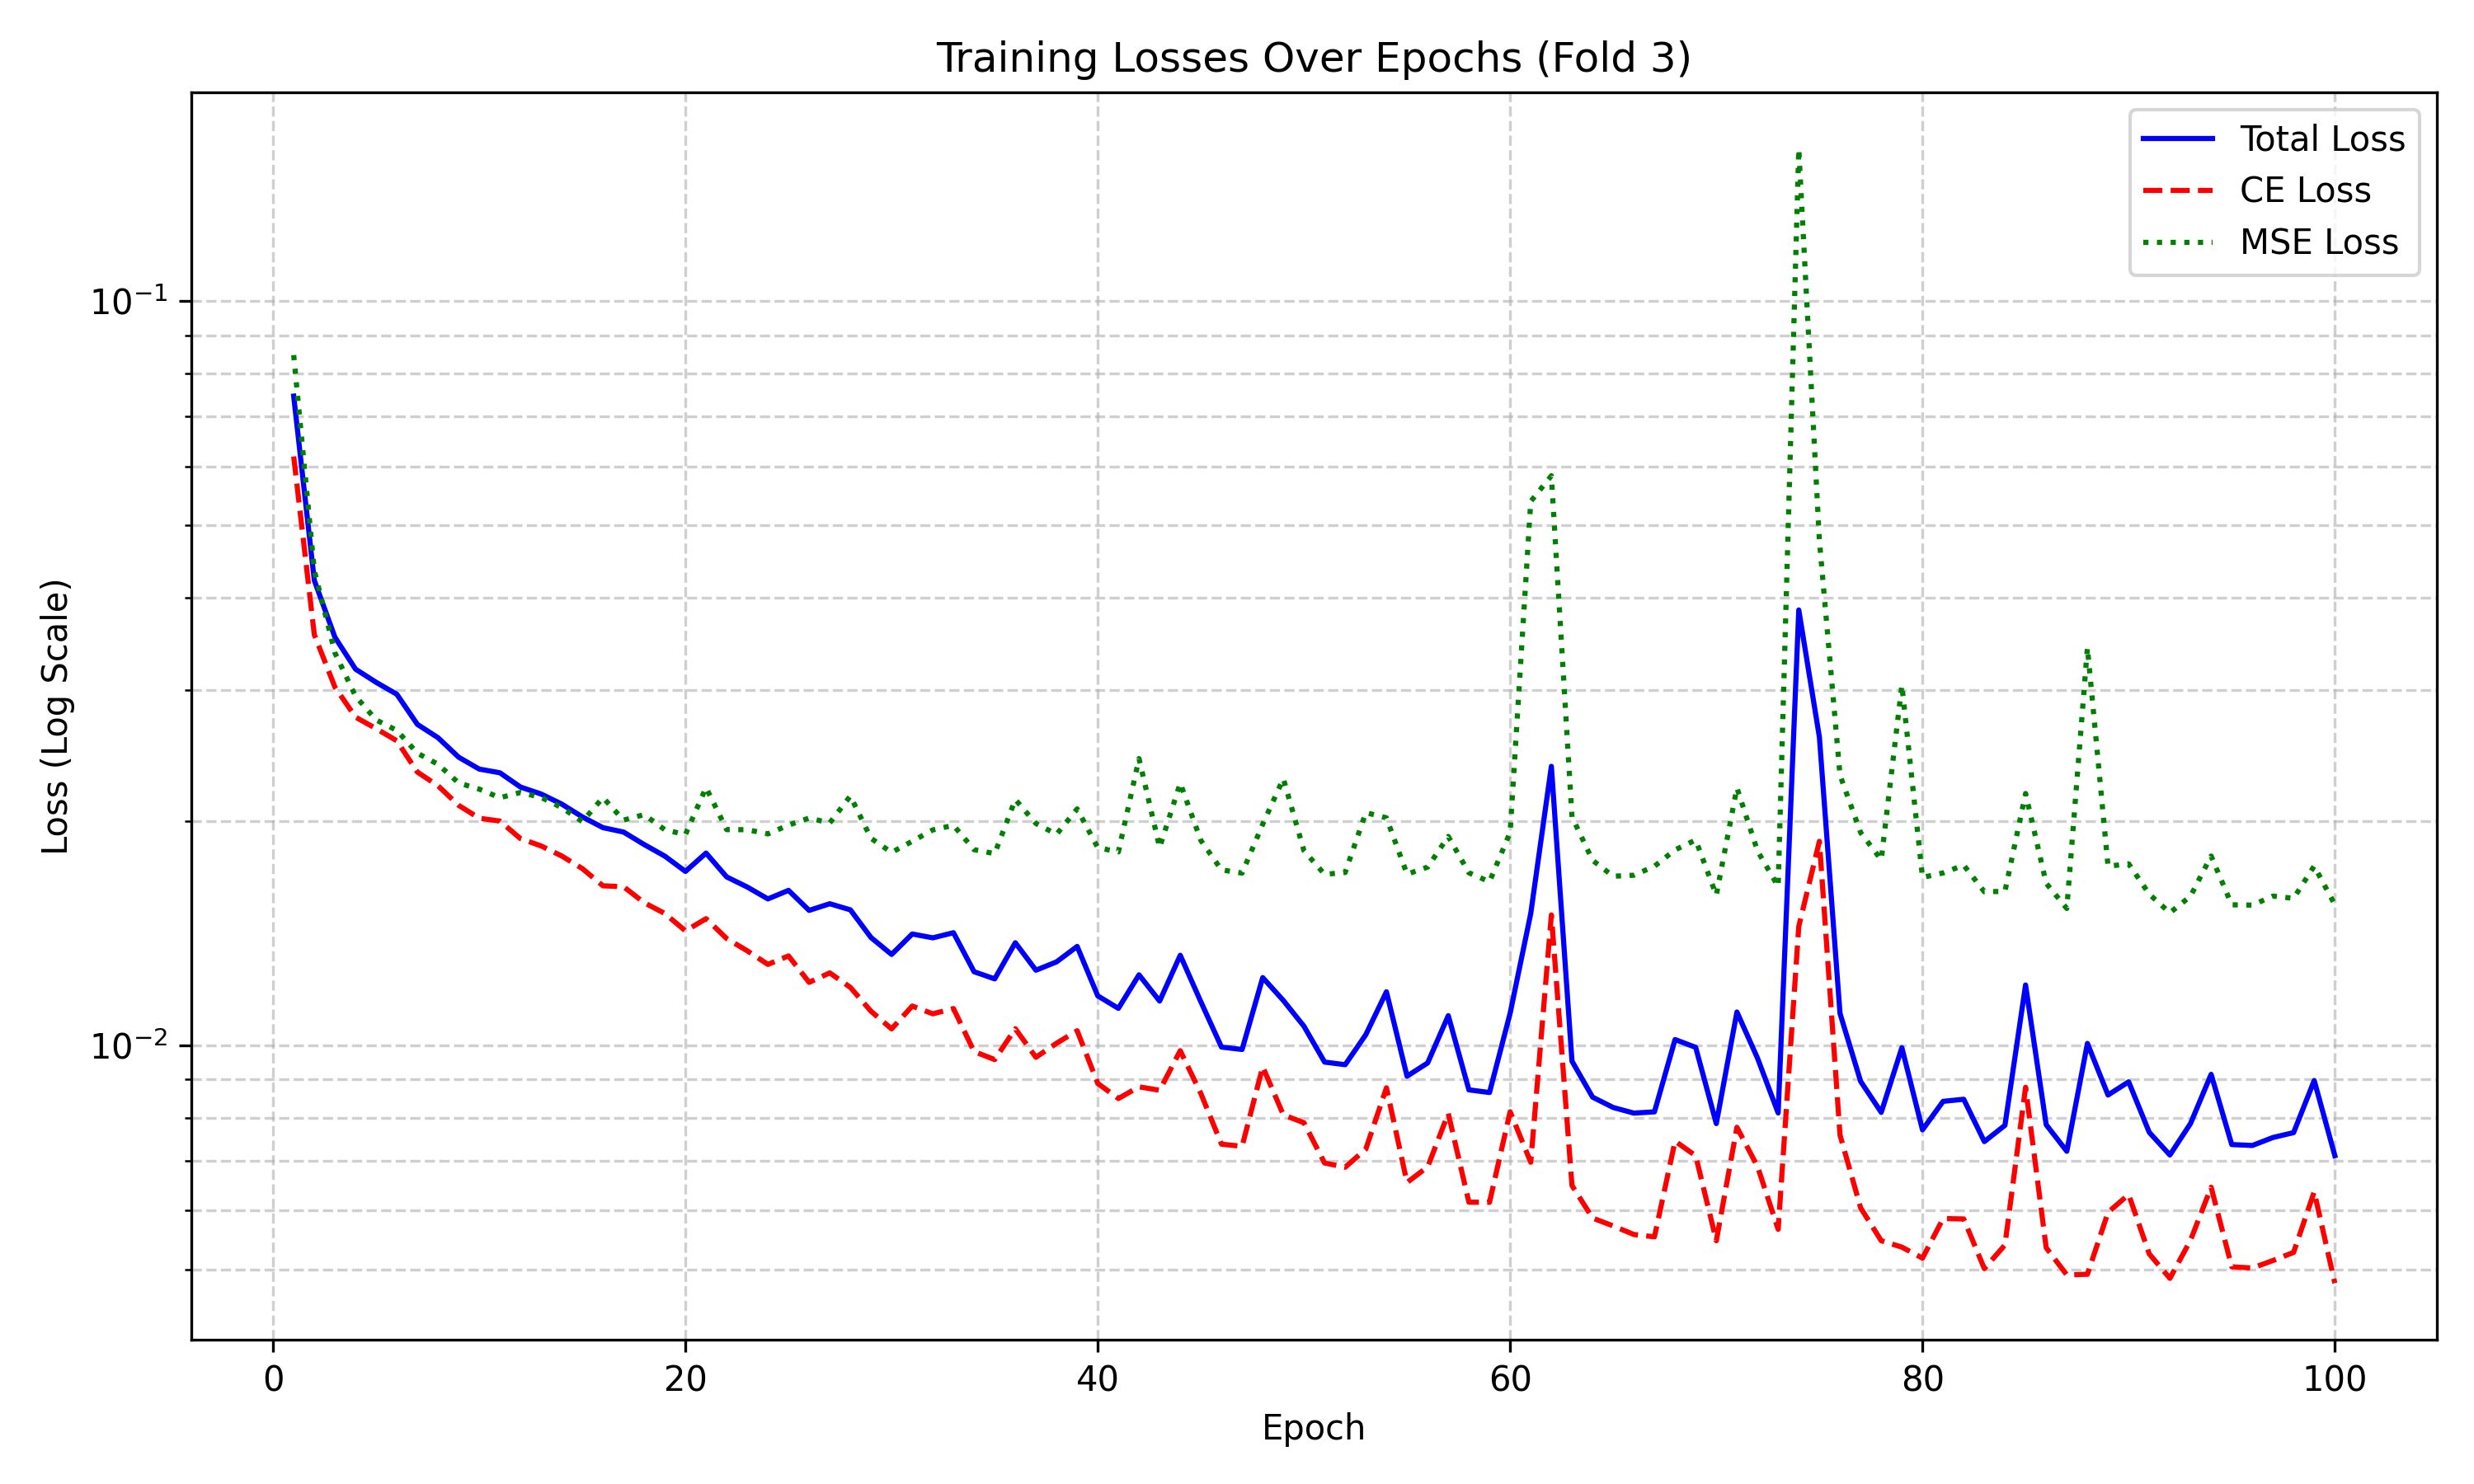 Training Losses Over Epochs (Fold 3)
Total Loss
CE Loss
MSE Loss
10⁻¹
10⁻²
Loss (Log Scale)
0 20 40 60 80 100
Epoch